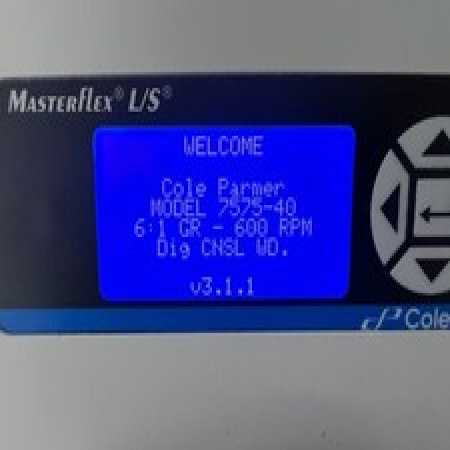 MASTERFLEX® L/S®
WELCOME
Cole Parmer
MODEL 7575-40
6:1 GR - 600 RPM
Dig CNSL WD.
v3.1.1
Cole